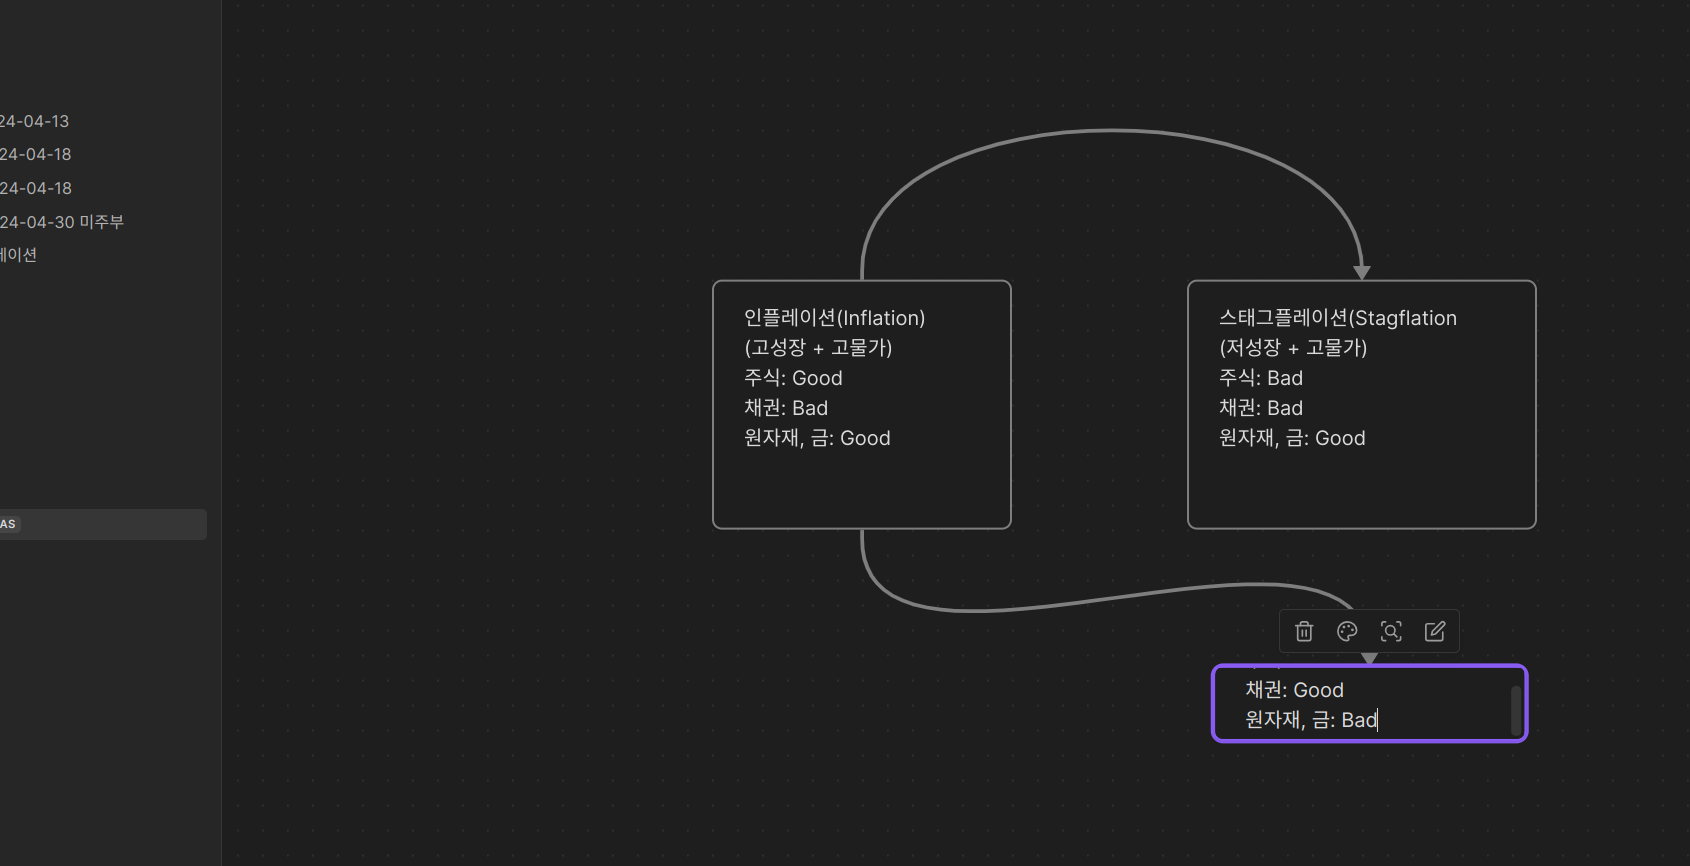 24-04-13
24-04-18
24-04-18
24-04-30 미주부
이션
AS
인플레이션(Inflation)
(고성장 + 고물가)
주식: Good
채권: Bad
원자재, 금: Good
스태그플레이션(Stagflation
(저성장 + 고물가)
주식: Bad
채권: Bad
원자재, 금: Good
채권: Good
원자재, 금: Bad